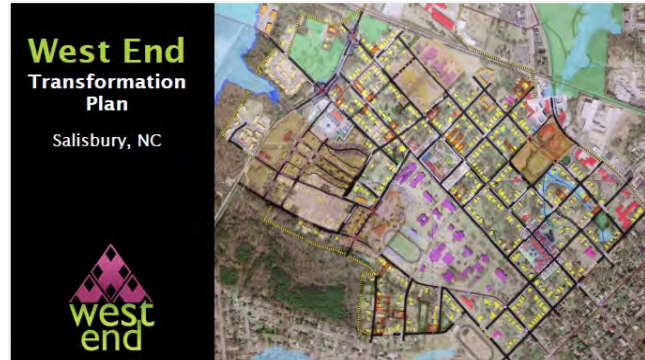 West End
Transformation
Plan
Salisbury, NC
west
end